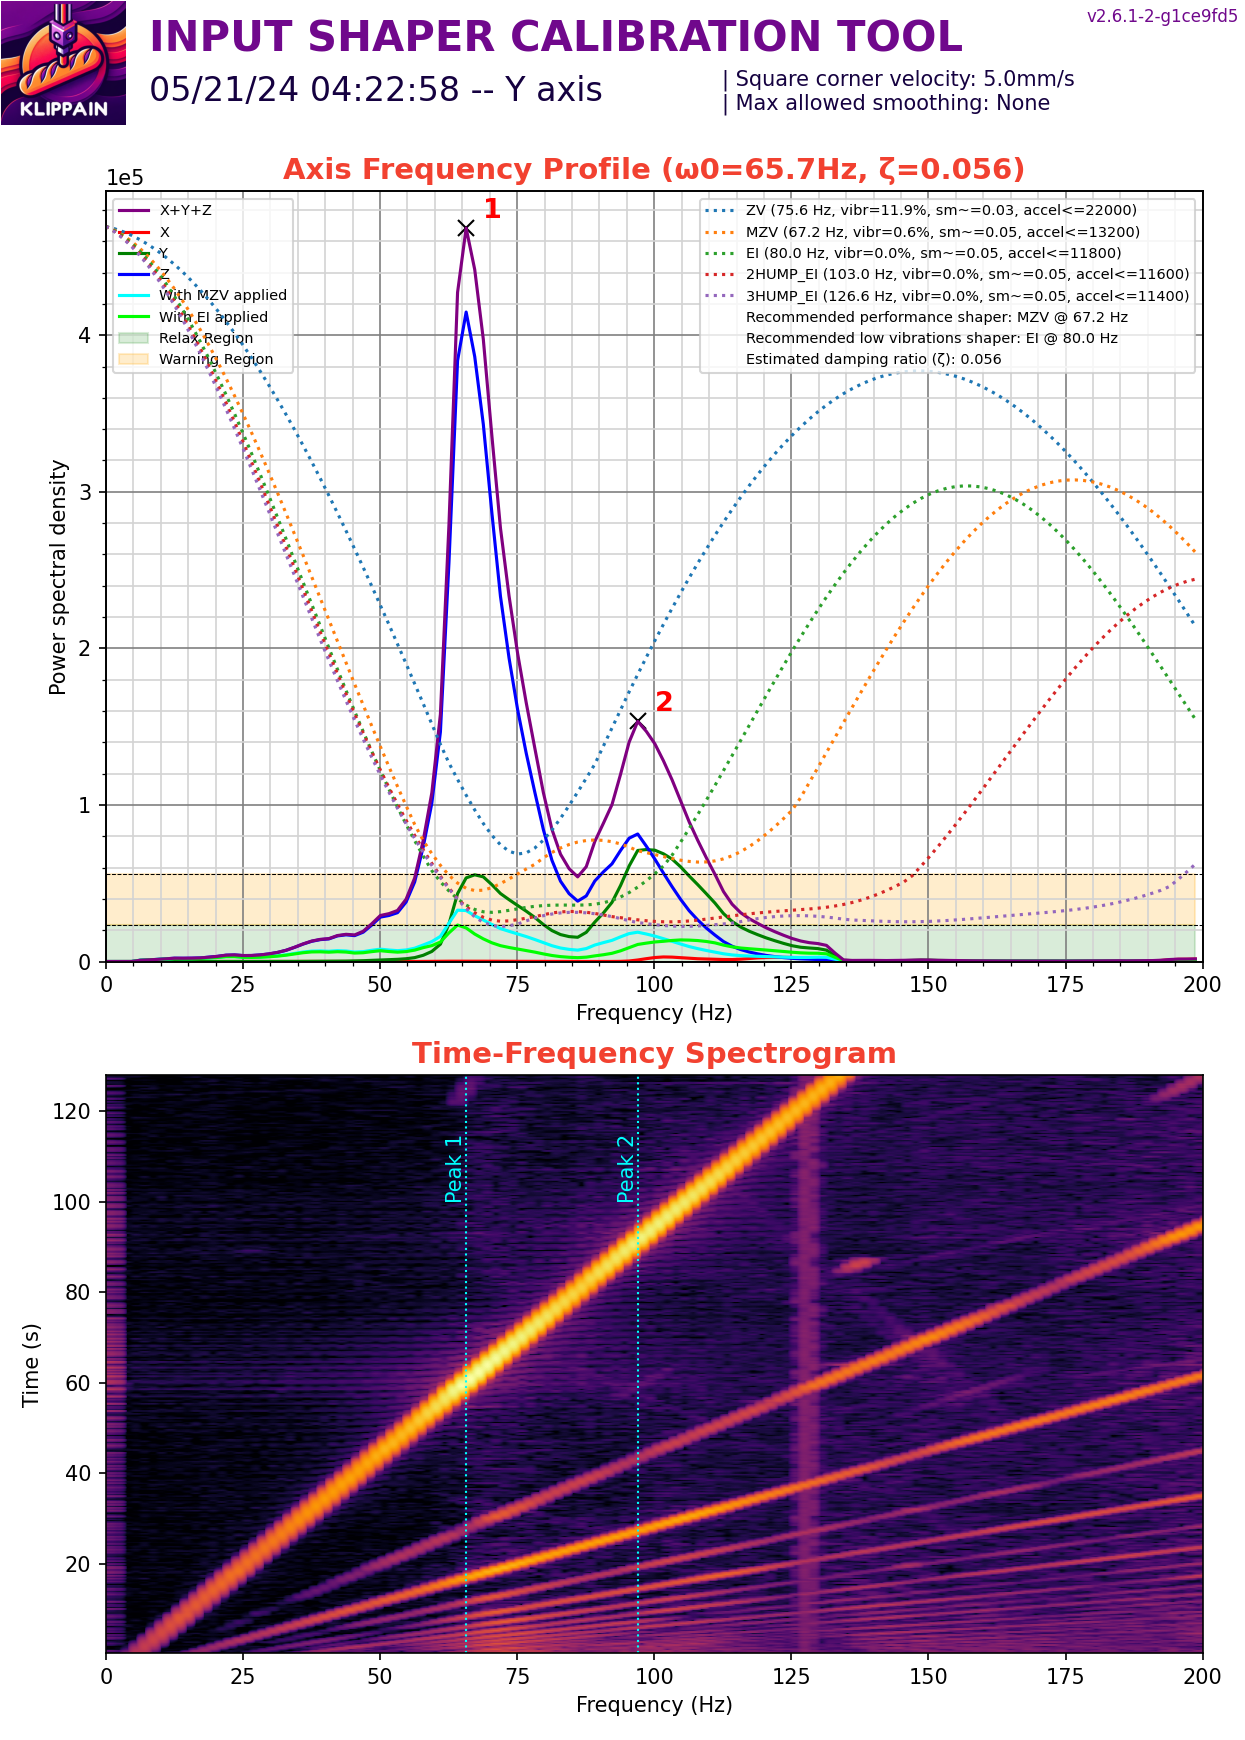 v2.6.1-2-g1ce9fd5
INPUT SHAPER CALIBRATION TOOL
05/21/24 04:22:58 -- Y axis
| Square corner velocity: 5.0mm/s
| Max allowed smoothing: None
KLIPPAIN
Axis Frequency Profile (ω0=65.7Hz, ζ=0.056)
1e5
X+Y+Z
X
Y
Z
With MZV applied
With EI applied
Relax Region
Warning Region
1
ZV (75.6 Hz, vibr=11.9%, sm~=0.03, accel<=22000)
MZV (67.2 Hz, vibr=0.6%, sm~=0.05, accel<=13200)
EI (80.0 Hz, vibr=0.0%, sm~=0.05, accel<=11800)
2HUMP_EI (103.0 Hz, vibr=0.0%, sm~=0.05, accel<=11600)
3HUMP_EI (126.6 Hz, vibr=0.0%, sm~=0.05, accel<=11400)
Recommended performance shaper: MZV @ 67.2 Hz
Recommended low vibrations shaper: EI @ 80.0 Hz
Estimated damping ratio (ζ): 0.056
2
Power spectral density
4
3
2
1
0
0 25 50 75 100 125 150 175 200
Frequency (Hz)
Time-Frequency Spectrogram
Peak 1
Peak 2
Time (s)
120
100
80
60
40
20
0 25 50 75 100 125 150 175 200
Frequency (Hz)